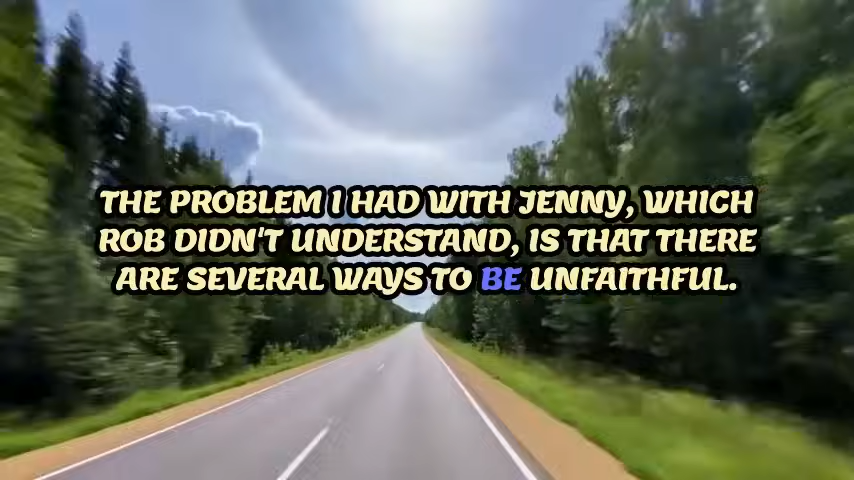 THE PROBLEM I HAD WITH JENNY, WHICH
ROB DIDN'T UNDERSTAND, IS THAT THERE
ARE SEVERAL WAYS TO BE UNFAITHFUL.